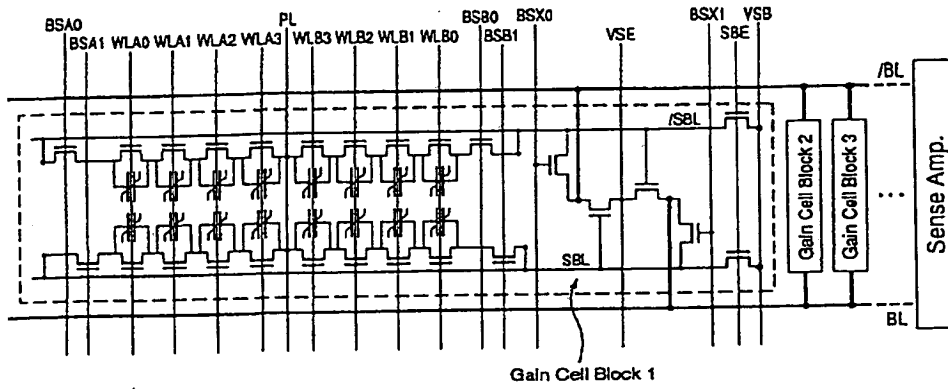 BSA0
BSA1
WLA0
WLA1
WLA2
WLA3
PL
WLB3
WLB2
WLB1
WLB0
BSB0
BSB1
BSX0
VSE
BSX1
SBE
VSB
/BL
/SBL
SBL
BL
Gain Cell Block 2
Gain Cell Block 3
...
Sense Amp.
Gain Cell Block 1